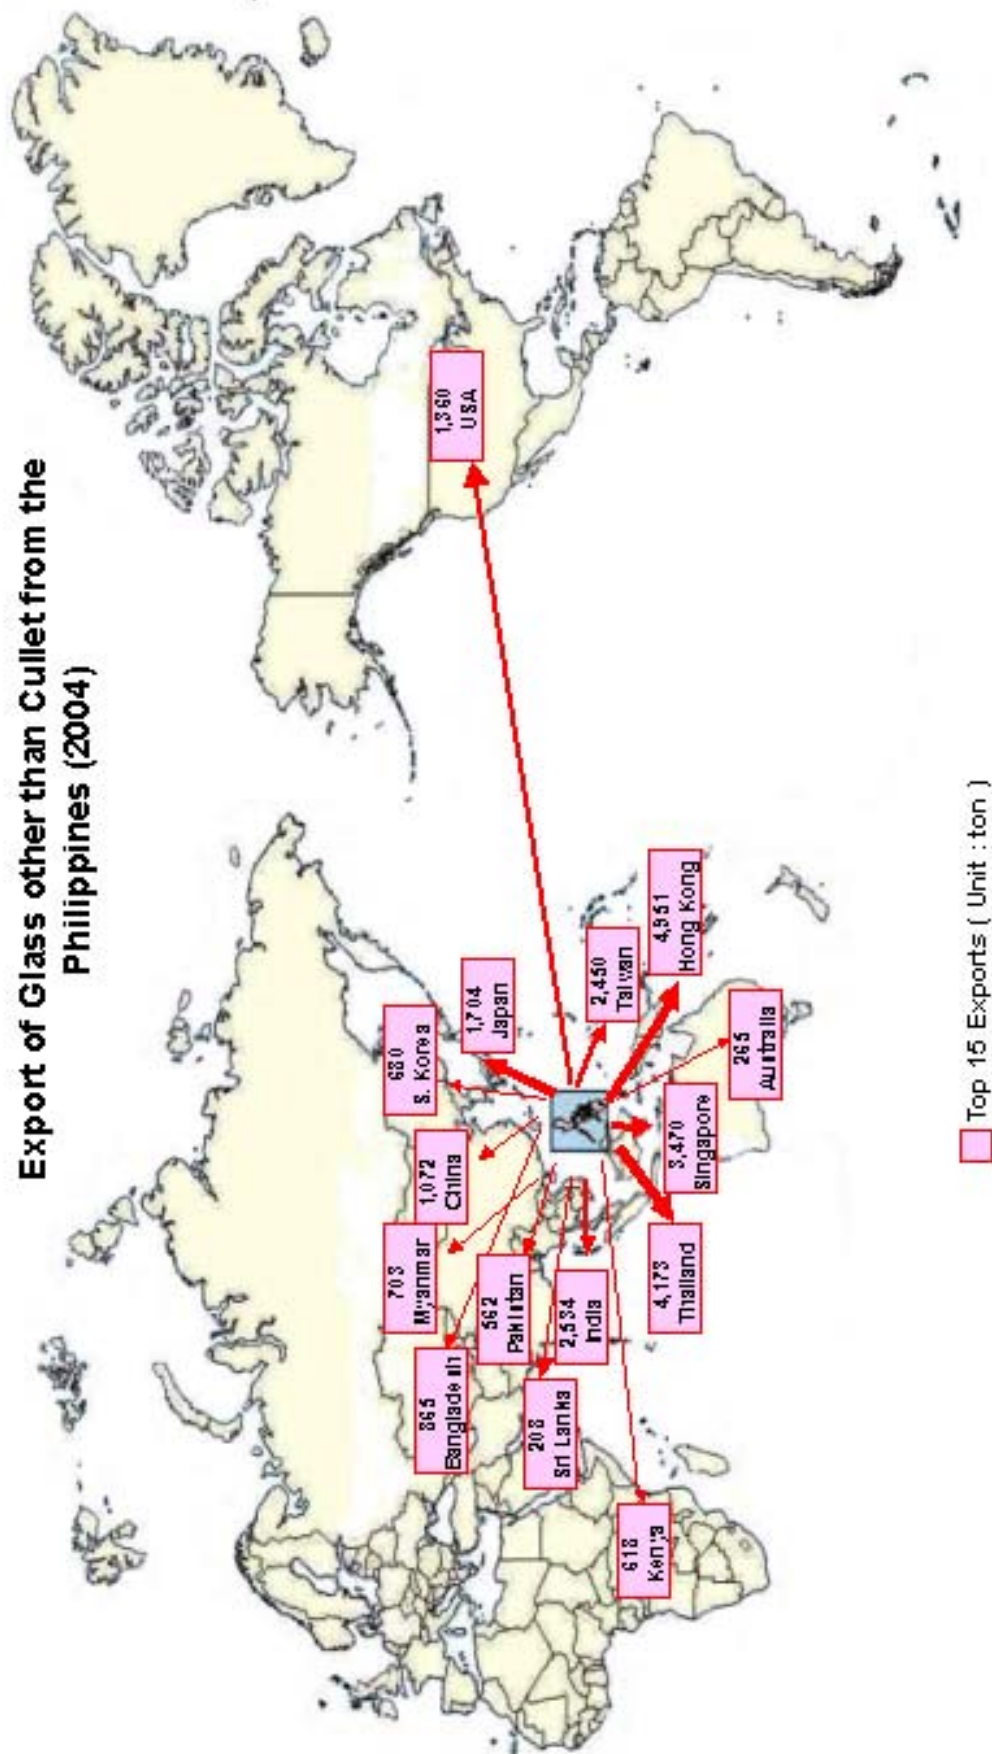 Export of Glass other than Cullet from the
Philippines (2004)
680
S. Korea
1,704
Japan
1,360
USA
1,072
China
703
Myanmar
865
Bangladesh
562
Pakistan
2,534
India
208
Sri Lanka
618
Kenya
2,450
Taiwan
4,951
Hong Kong
265
Australia
3,470
Singapore
4,173
Thailand
Top 15 Exports ( Unit : ton )